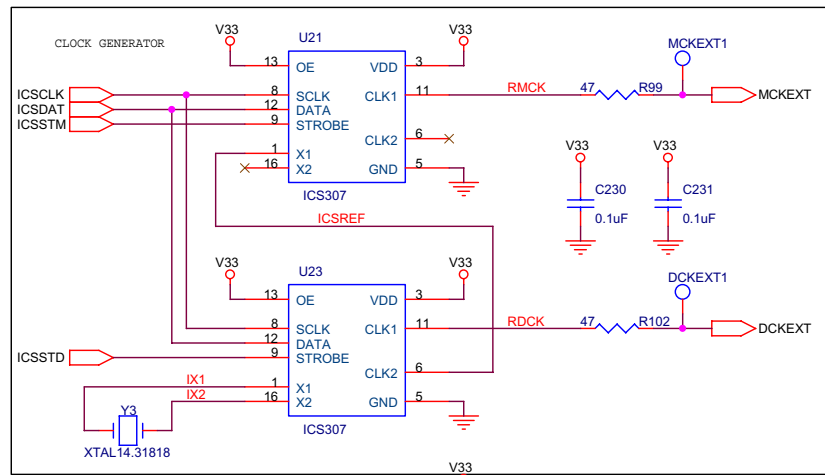 CLOCK GENERATOR
V33 U21 V33 MCKEXT1
13 OE VDD 3
ICSCLK 8 SCLK CLK1 11 RMCK 47 R99 MCKEXT
ICSDAT 12 DATA
ICSSTM 9 STROBE
CLK2 6
1 X1
16 X2 GND 5
ICS307
V33 V33
C230 C231
0.1uF 0.1uF
ICSREF
V33 U23 V33 DCKEXT1
13 OE VDD 3
8 SCLK CLK1 11 RDCK 47 R102 DCKEXT
12 DATA
ICSSTD 9 STROBE
CLK2 6
IX1 1 X1
IX2 16 X2 GND 5
Y3
ICS307
XTAL14.31818
V33